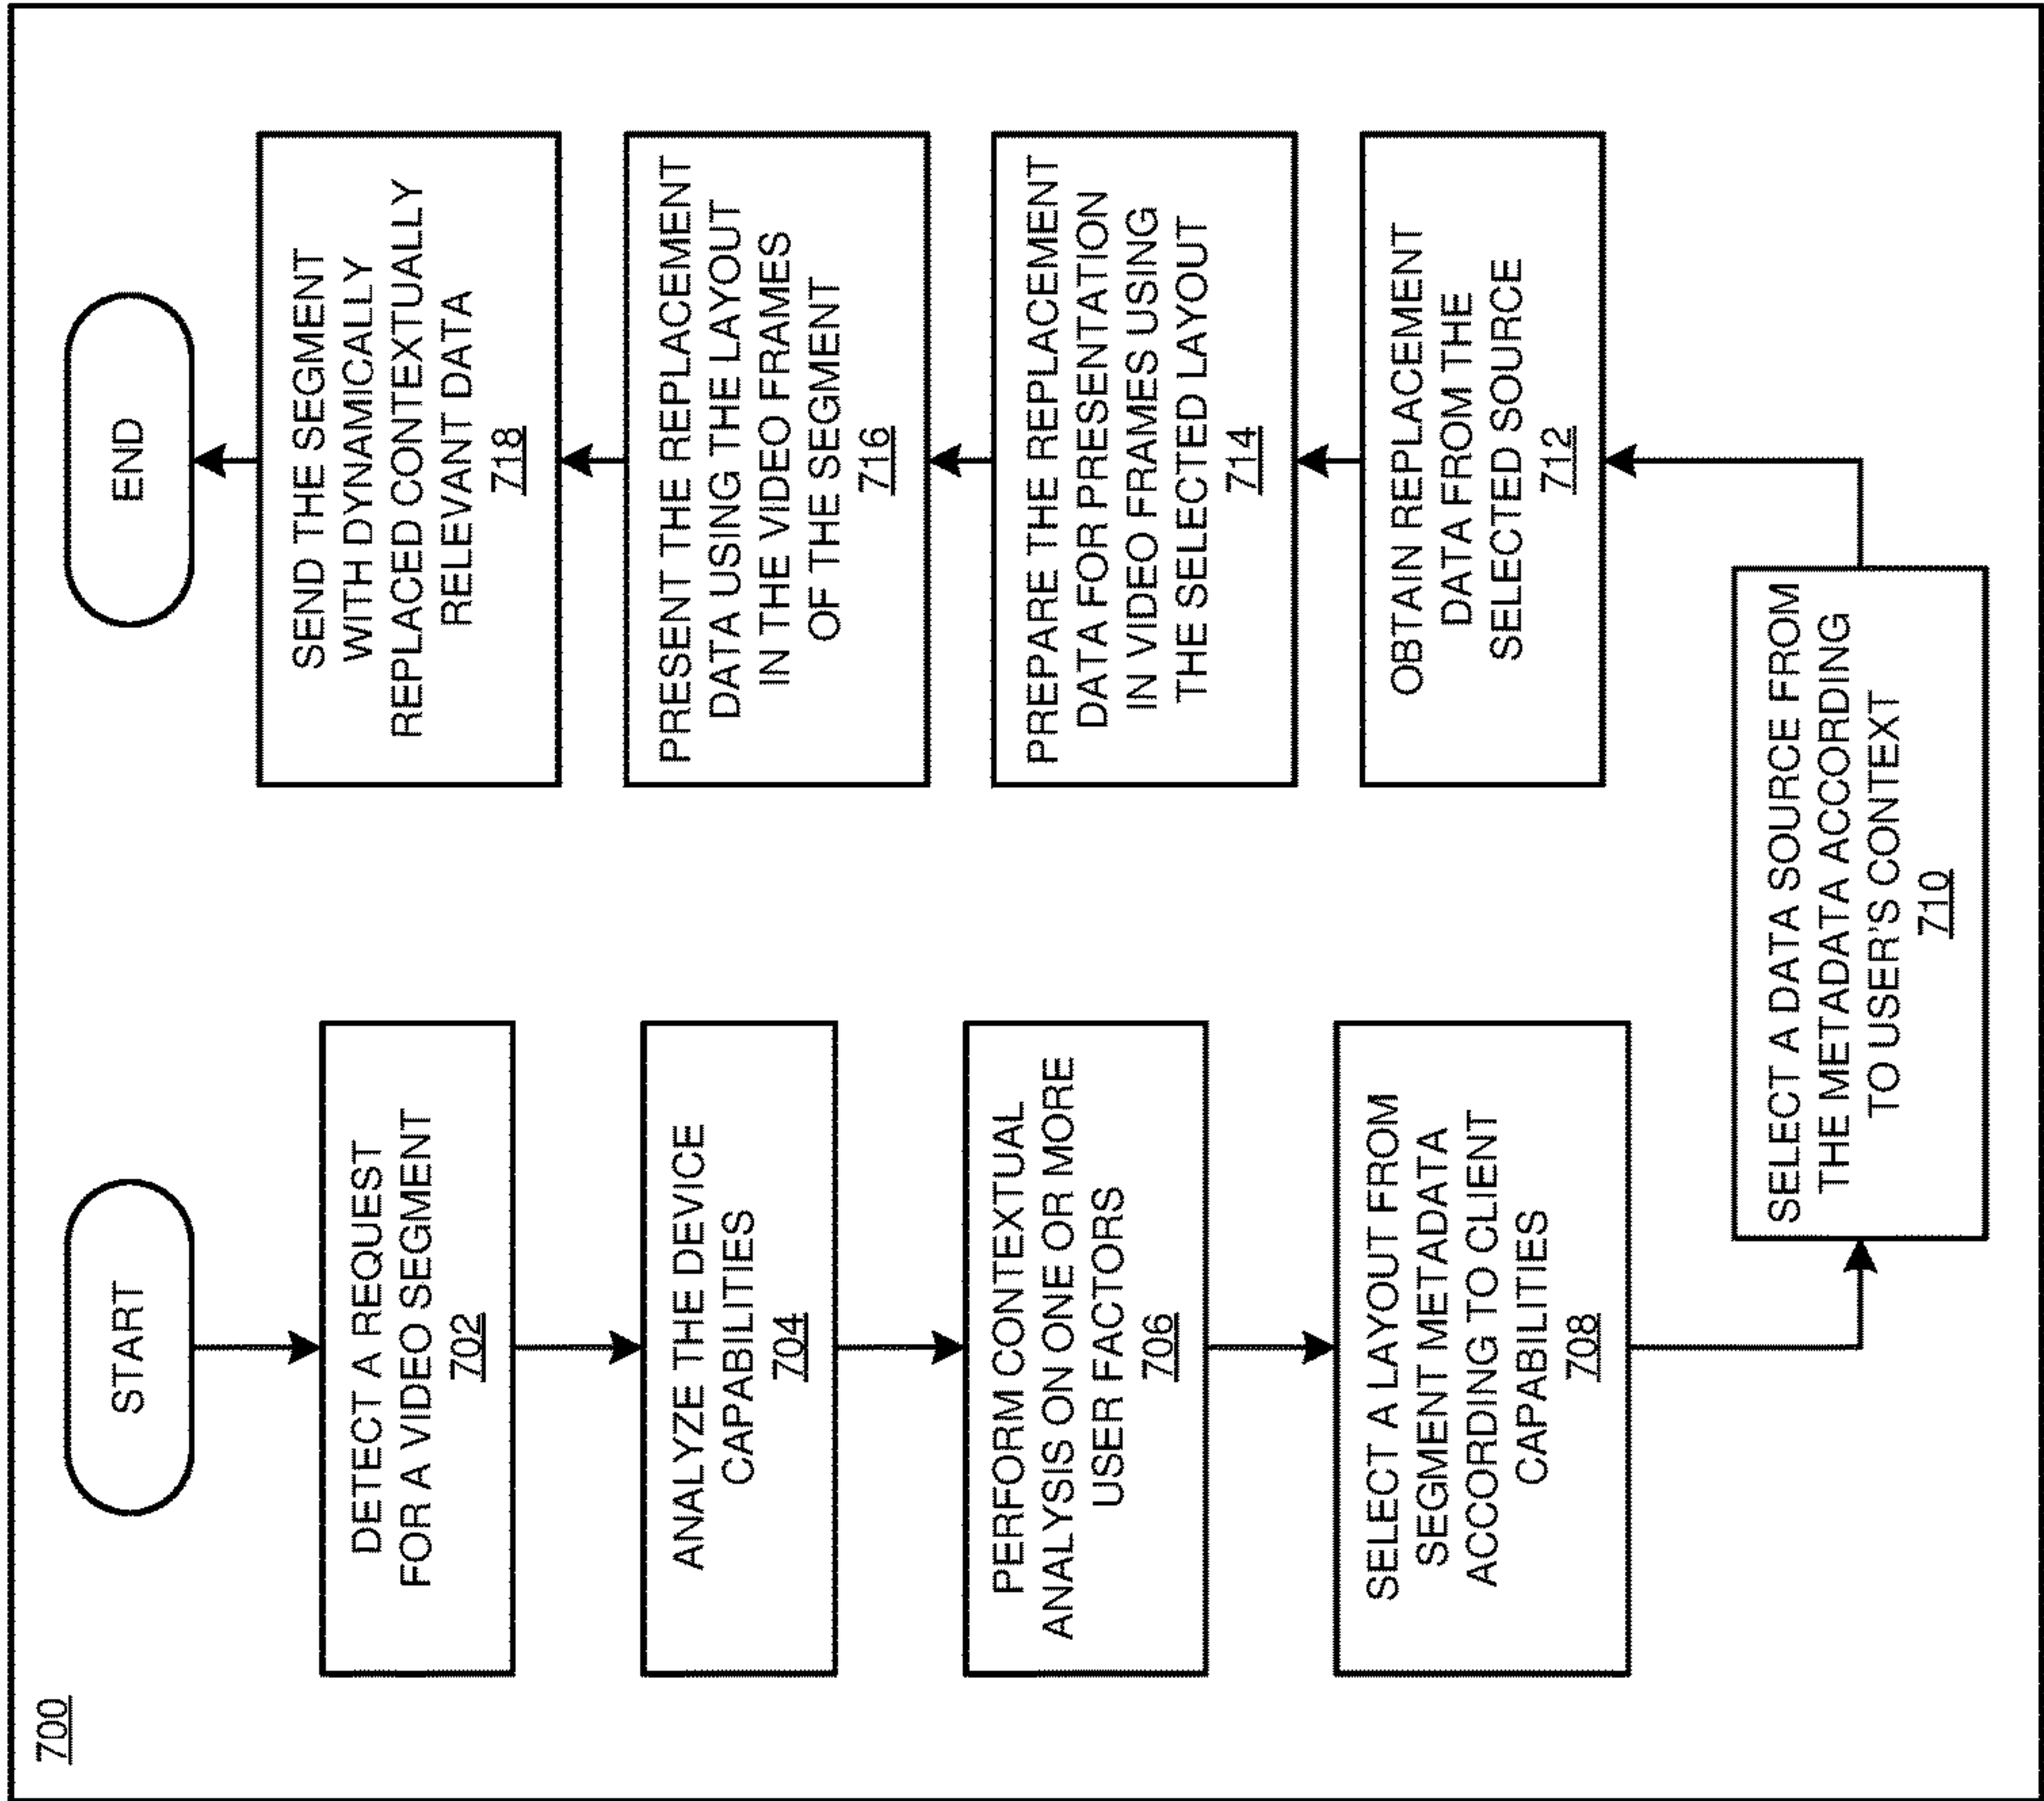 700
START
DETECT A REQUEST
FOR A VIDEO SEGMENT
702
ANALYZE THE DEVICE
CAPABILITIES
704
PERFORM CONTEXTUAL
ANALYSIS ON ONE OR MORE
USER FACTORS
706
SELECT A LAYOUT FROM
SEGMENT METADATA
ACCORDING TO CLIENT
CAPABILITIES
708
SELECT A DATA SOURCE FROM
THE METADATA ACCORDING
TO USER'S CONTEXT
710
OBTAIN REPLACEMENT
DATA FROM THE
SELECTED SOURCE
712
PREPARE THE REPLACEMENT
DATA FOR PRESENTATION
IN VIDEO FRAMES USING
THE SELECTED LAYOUT
714
PRESENT THE REPLACEMENT
DATA USING THE LAYOUT
IN THE VIDEO FRAMES
OF THE SEGMENT
716
SEND THE SEGMENT
WITH DYNAMICALLY
REPLACED CONTEXTUALLY
RELEVANT DATA
718
END